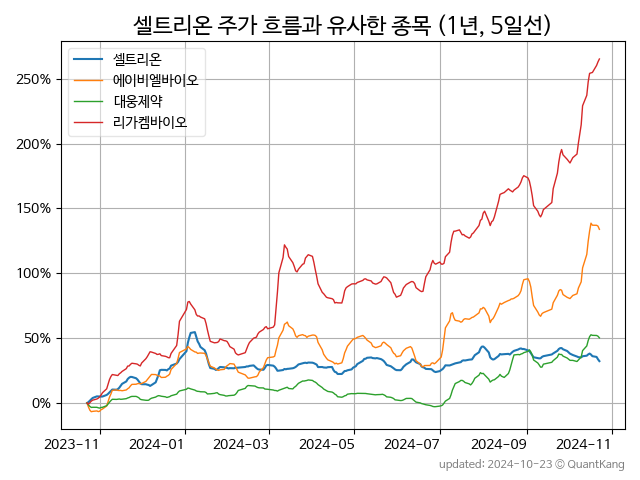 셀트리온 주가 흐름과 유사한 종목 (1년, 5일선)
셀트리온
에이비엘바이오
대웅제약
리가켐바이오
250%
200%
150%
100%
50%
0%
2023-11
2024-01
2024-03
2024-05
2024-07
2024-09
2024-11
updated: 2024-10-23 © QuantKang